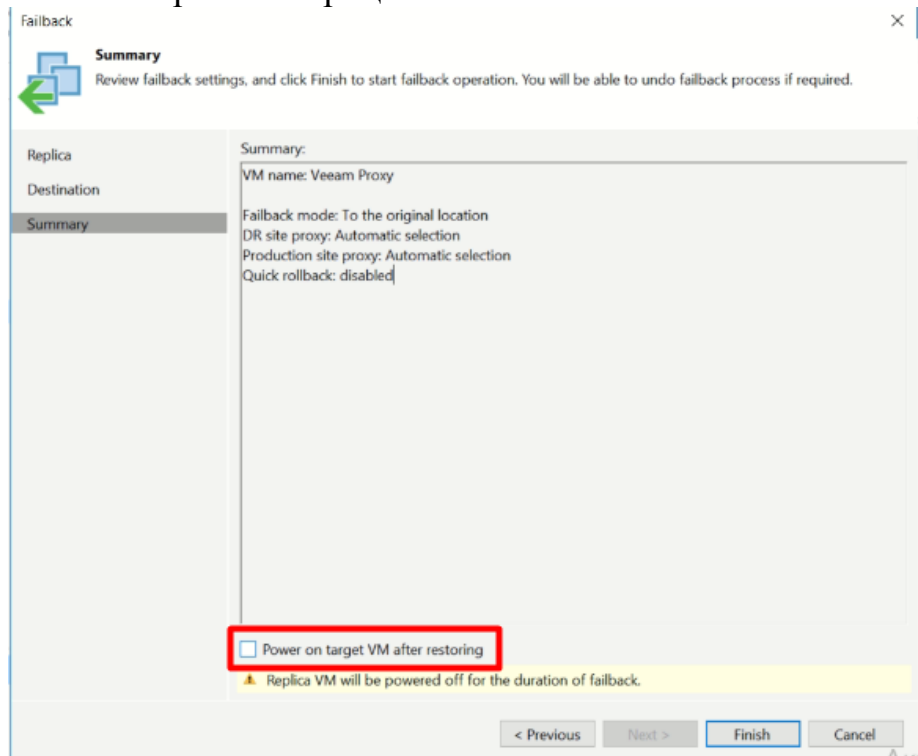 Failback
Summary
Review failback settings, and click Finish to start failback operation. You will be able to undo failback process if required.
Replica
Destination
Summary
Summary:
VM name: Veeam Proxy
Failback mode: To the original location
DR site proxy: Automatic selection
Production site proxy: Automatic selection
Quick rollback: disabled
Power on target VM after restoring
Replica VM will be powered off for the duration of failback.
< Previous
Next >
Finish
Cancel